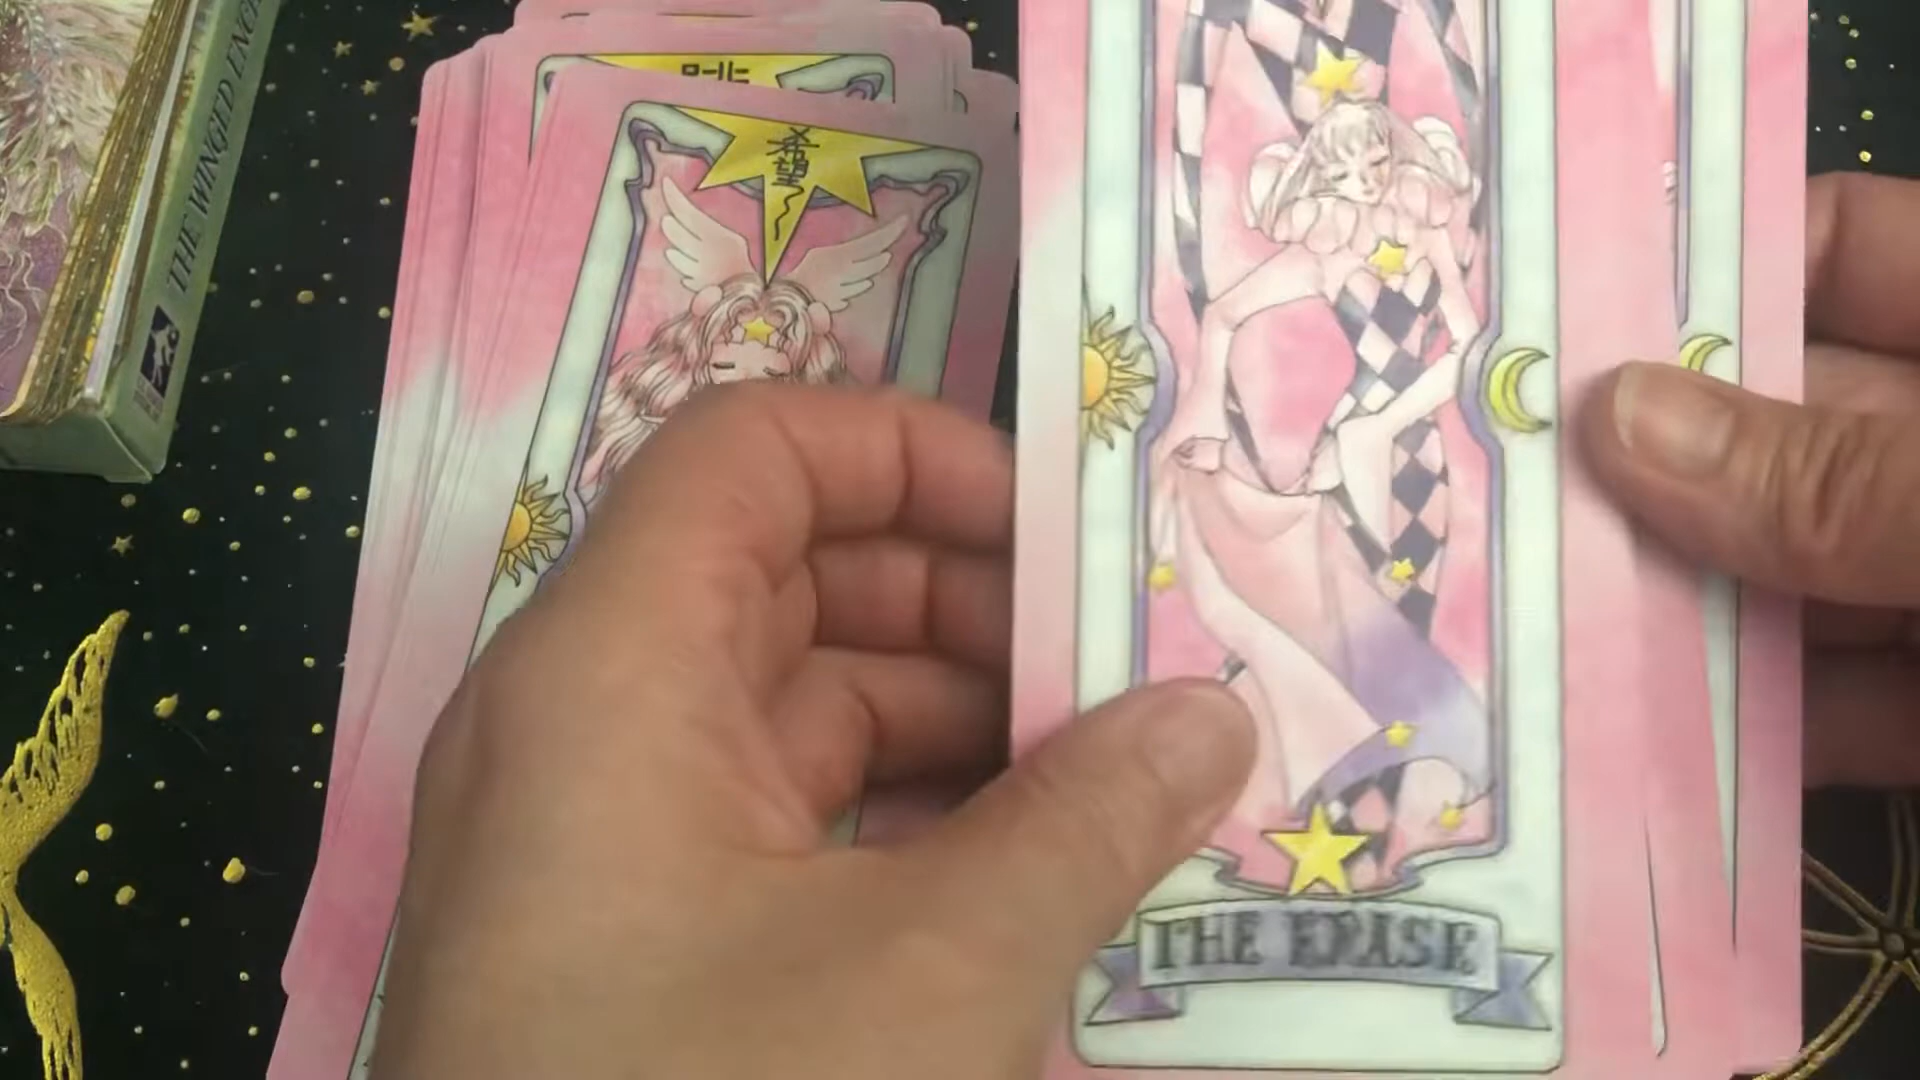 THE WINGED ENCH
希望
THE ERASE